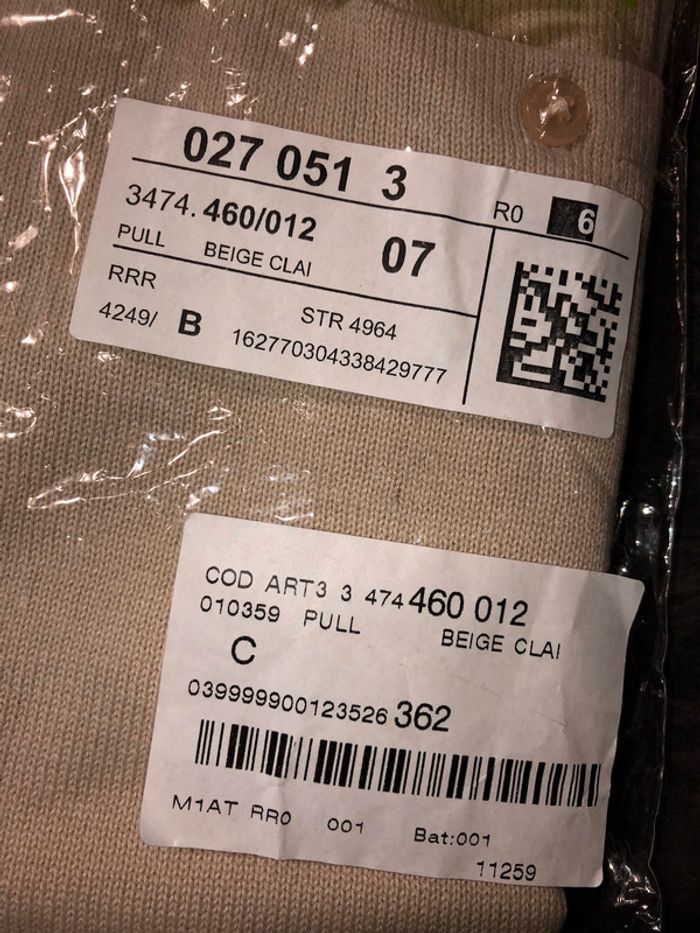 027 051 3
R0 6
3474. 460/012
07
PULL BEIGE CLAI
RRR
STR 4964
4249/ B
162770304338429777
COD ART3 3 474 460 012
010359 PULL BEIGE CLAI
C
039999900123526 362
M1AT RR0 001 Bat:001
11259